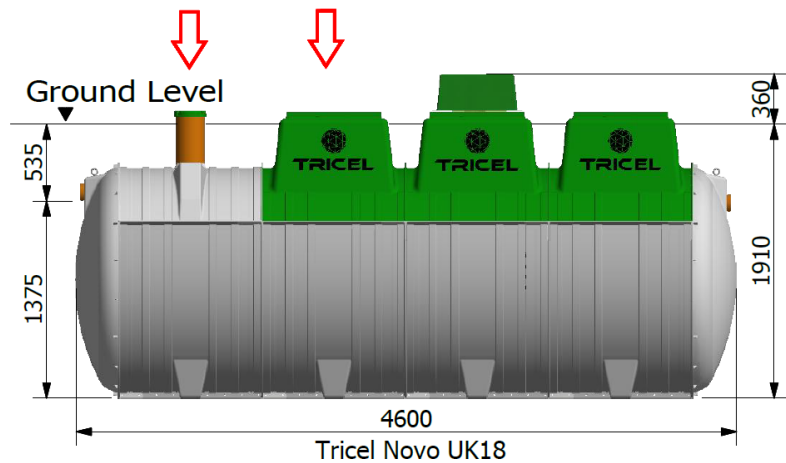 Ground Level
360
535
TRICEL
TRICEL
TRICEL
1375
1910
4600
Tricel Novo UK18